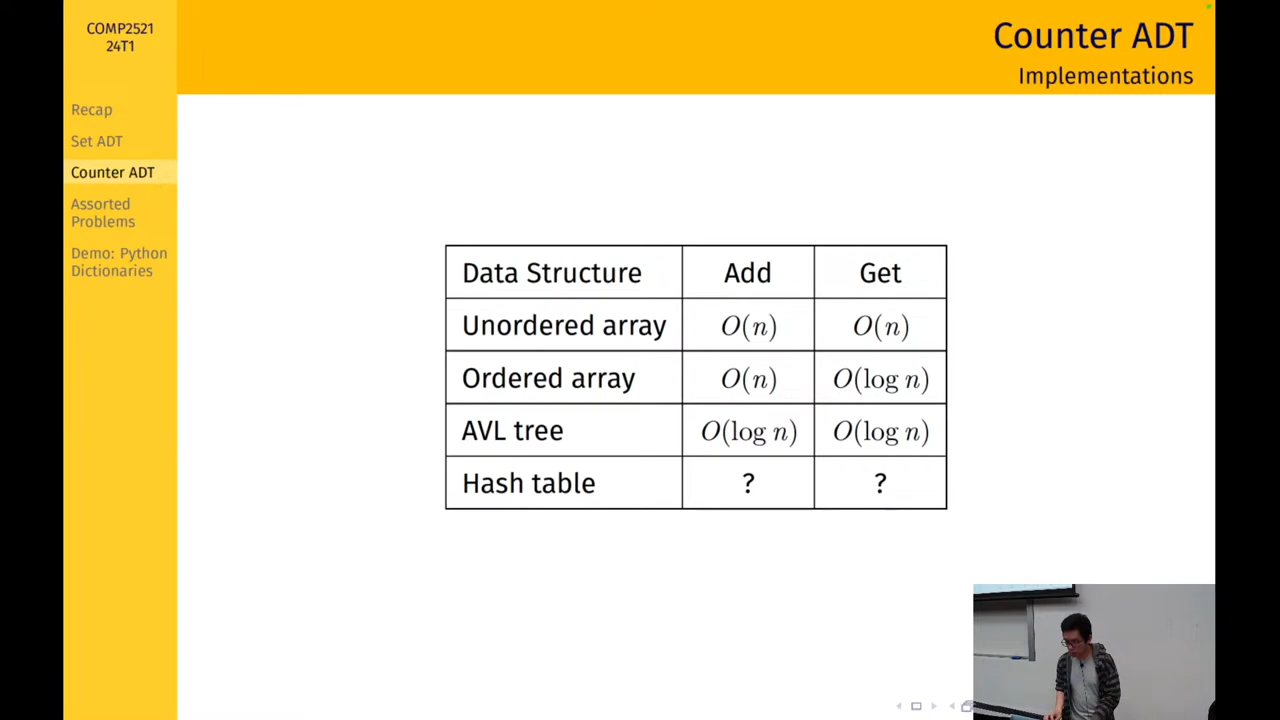 COMP2521
24T1
Counter ADT
Implementations
Recap
Set ADT
Counter ADT
Assorted
Problems
Demo: Python
Dictionaries
Data Structure Add Get
Unordered array O(n) O(n)
Ordered array O(n) O(log n)
AVL tree O(log n) O(log n)
Hash table ? ?